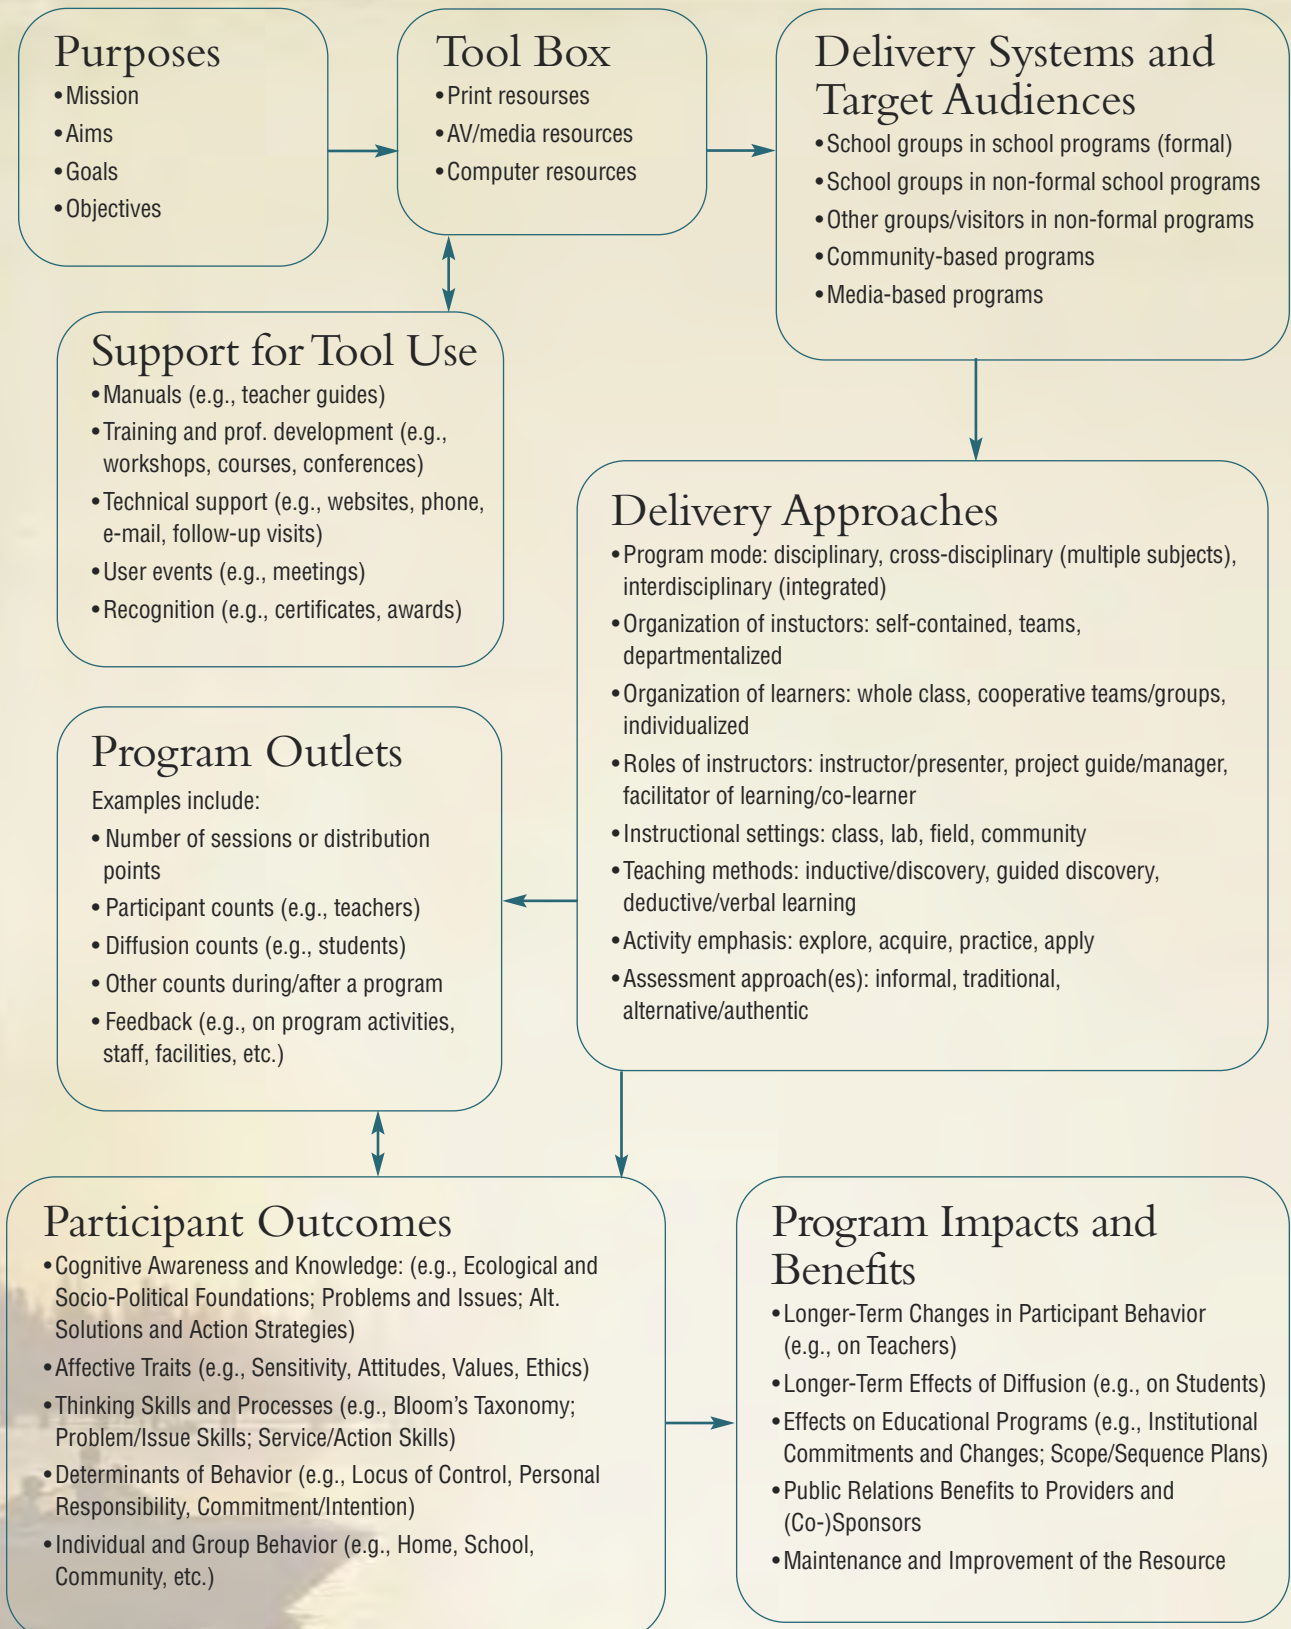 Purposes
•Mission
•Aims
•Goals
•Objectives
Tool Box
•Print resourses
•AV/media resources
•Computer resources
Delivery Systems and
Target Audiences
•School groups in school programs (formal)
•School groups in non-formal school programs
•Other groups/visitors in non-formal programs
•Community-based programs
•Media-based programs
Support for Tool Use
•Manuals (e.g., teacher guides)
•Training and prof. development (e.g.,
workshops, courses, conferences)
•Technical support (e.g., websites, phone,
e-mail, follow-up visits)
•User events (e.g., meetings)
•Recognition (e.g., certificates, awards)
Delivery Approaches
•Program mode: disciplinary, cross-disciplinary (multiple subjects),
interdisciplinary (integrated)
•Organization of instuctors: self-contained, teams,
departmentalized
•Organization of learners: whole class, cooperative teams/groups,
individualized
•Roles of instructors: instructor/presenter, project guide/manager,
facilitator of learning/co-learner
•Instructional settings: class, lab, field, community
•Teaching methods: inductive/discovery, guided discovery,
deductive/verbal learning
•Activity emphasis: explore, acquire, practice, apply
•Assessment approach(es): informal, traditional,
alternative/authentic
Program Outlets
Examples include:
• Number of sessions or distribution
points
• Participant counts (e.g., teachers)
• Diffusion counts (e.g., students)
• Other counts during/after a program
• Feedback (e.g., on program activities,
staff, facilities, etc.)
Participant Outcomes
•Cognitive Awareness and Knowledge: (e.g., Ecological and
Socio-Political Foundations; Problems and Issues; Alt.
Solutions and Action Strategies)
•Affective Traits (e.g., Sensitivity, Attitudes, Values, Ethics)
•Thinking Skills and Processes (e.g., Bloom's Taxonomy;
Problem/Issue Skills; Service/Action Skills)
•Determinants of Behavior (e.g., Locus of Control, Personal
Responsibility, Commitment/Intention)
•Individual and Group Behavior (e.g., Home, School,
Community, etc.)
Program Impacts and
Benefits
•Longer-Term Changes in Participant Behavior
(e.g., on Teachers)
•Longer-Term Effects of Diffusion (e.g., on Students)
•Effects on Educational Programs (e.g., Institutional
Commitments and Changes; Scope/Sequence Plans)
•Public Relations Benefits to Providers and
(Co-)Sponsors
•Maintenance and Improvement of the Resource